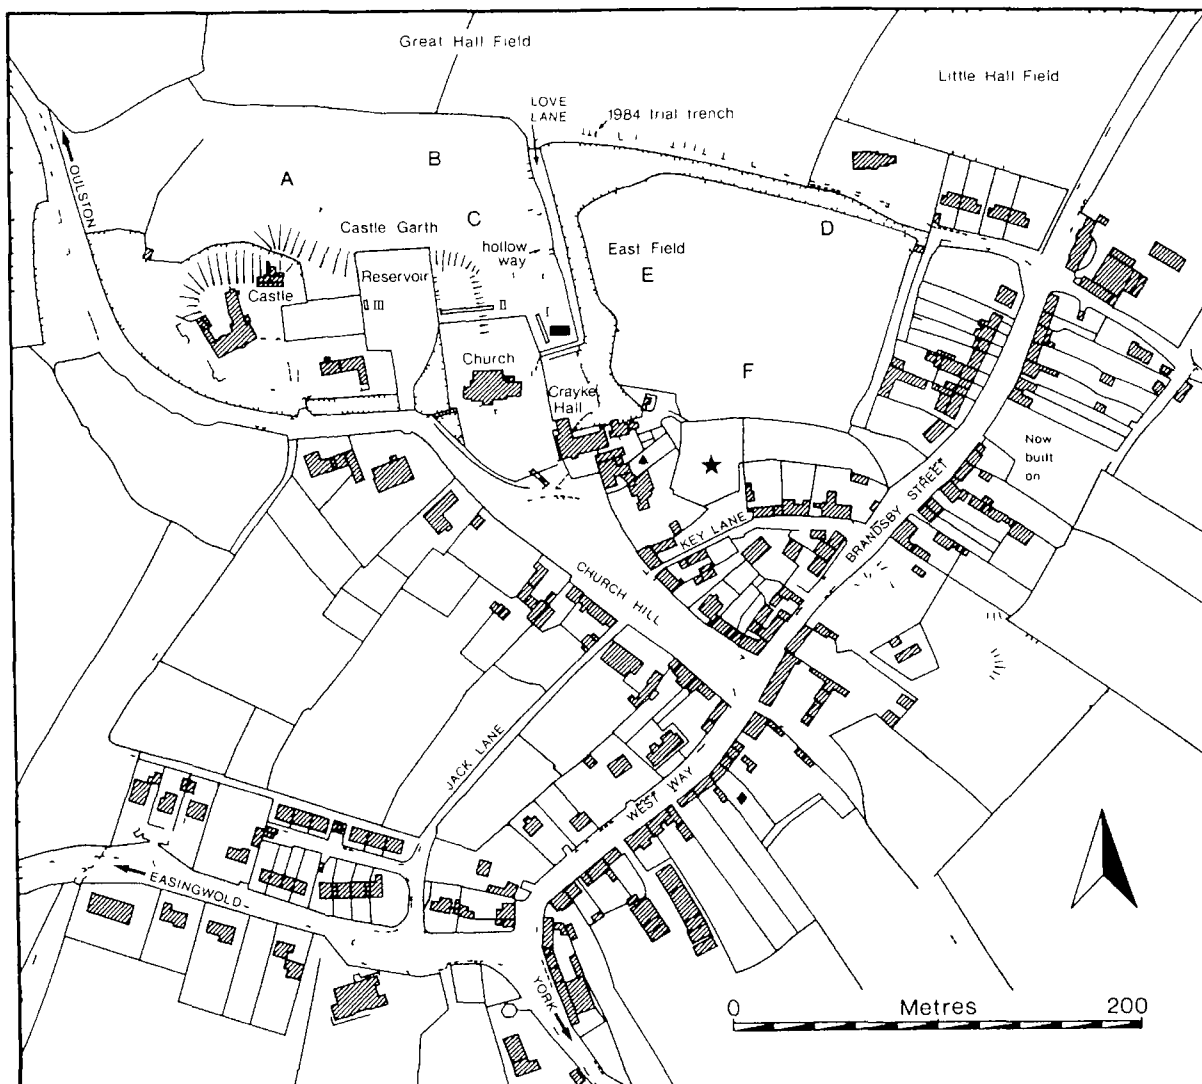 Great Hall Field
Little Hall Field
LOVE
LANE
1984 trial trench
OULSTON
A
B
C
D
Castle Garth
hollow
way
East Field
E
Reservoir
Castle
III
II
I
Church
Crayke
Hall
F
Now
built
on
KEY LANE
BRANDSBY STREET
CHURCH HILL
JACK LANE
WEST WAY
EASINGWOLD
YORK
0 Metres 200